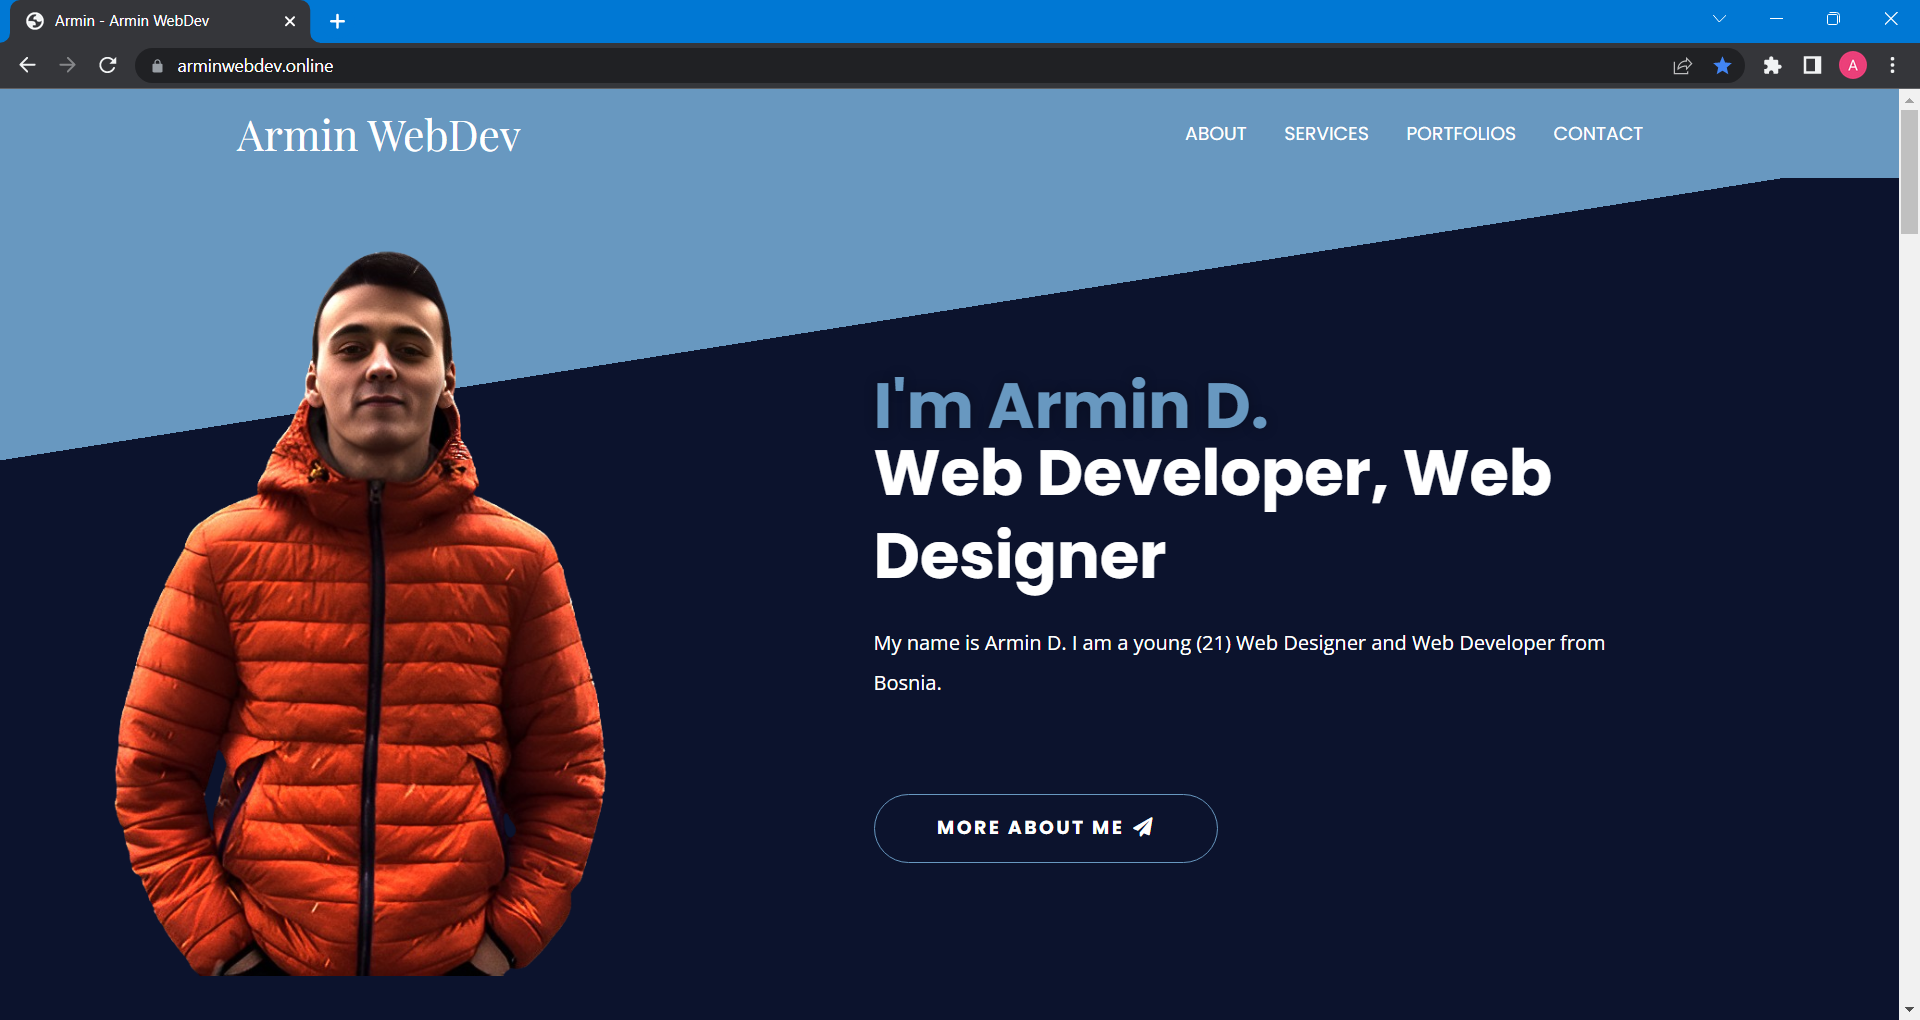 Armin - Armin WebDev
arminwebdev.online
A
Armin WebDev
ABOUT SERVICES PORTFOLIOS CONTACT
I'm Armin D.
Web Developer, Web
Designer
My name is Armin D. I am a young (21) Web Designer and Web Developer from
Bosnia.
MORE ABOUT ME